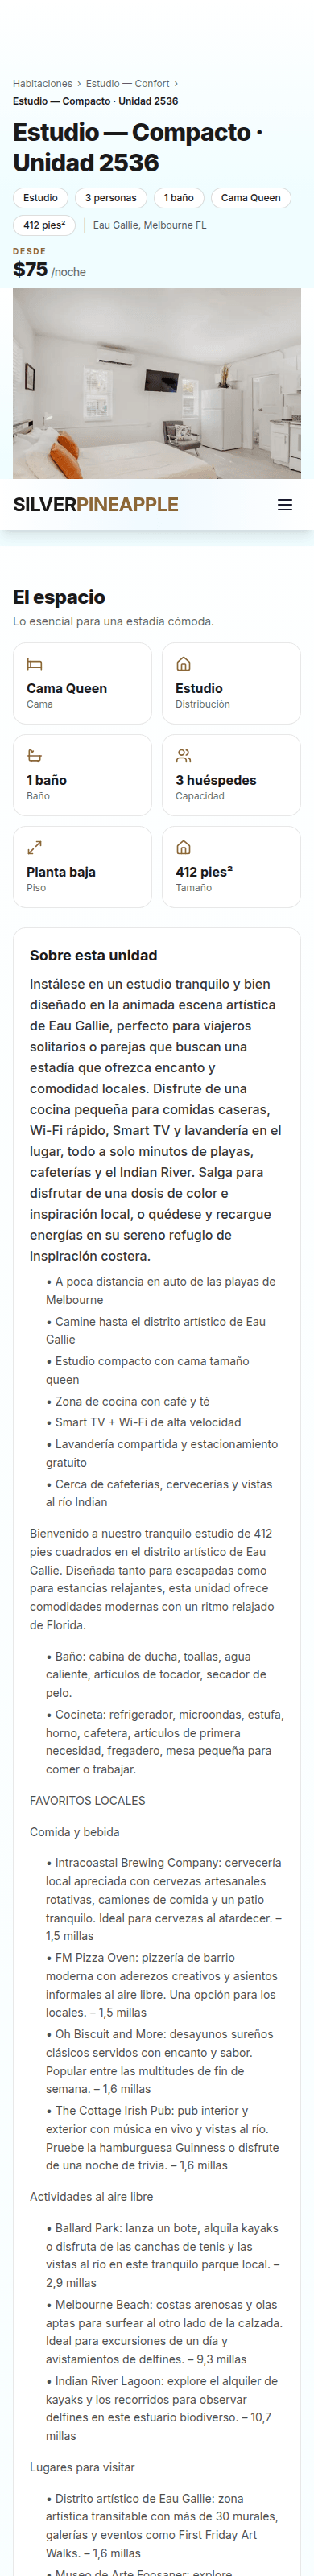 Habitaciones › Estudio — Confort ›
Estudio — Compacto · Unidad 2536
Estudio — Compacto ·
Unidad 2536
Estudio
3 personas
1 baño
Cama Queen
412 pies²
Eau Gallie, Melbourne FL
DESDE
$75 /noche
SILVERPINEAPPLE
El espacio
Lo esencial para una estadía cómoda.
Cama Queen
Cama
Estudio
Distribución
1 baño
Baño
3 huéspedes
Capacidad
Planta baja
Piso
412 pies²
Tamaño
Sobre esta unidad
Instálese en un estudio tranquilo y bien
diseñado en la animada escena artística
de Eau Gallie, perfecto para viajeros
solitarios o parejas que buscan una
estadía que ofrezca encanto y
comodidad locales. Disfrute de una
cocina pequeña para comidas caseras,
Wi-Fi rápido, Smart TV y lavandería en el
lugar, todo a solo minutos de playas,
cafeterías y el Indian River. Salga para
disfrutar de una dosis de color e
inspiración local, o quédese y recargue
energías en su sereno refugio de
inspiración costera.
• A poca distancia en auto de las playas de
Melbourne
• Camine hasta el distrito artístico de Eau
Gallie
• Estudio compacto con cama tamaño
queen
• Zona de cocina con café y té
• Smart TV + Wi-Fi de alta velocidad
• Lavandería compartida y estacionamiento
gratuito
• Cerca de cafeterías, cervecerías y vistas
al río Indian
Bienvenido a nuestro tranquilo estudio de 412
pies cuadrados en el distrito artístico de Eau
Gallie. Diseñada tanto para escapadas como
para estancias relajantes, esta unidad ofrece
comodidades modernas con un ritmo relajado
de Florida.
• Baño: cabina de ducha, toallas, agua
caliente, artículos de tocador, secador de
pelo.
• Cocineta: refrigerador, microondas, estufa,
horno, cafetera, artículos de primera
necesidad, fregadero, mesa pequeña para
comer o trabajar.
FAVORITOS LOCALES
Comida y bebida
• Intracoastal Brewing Company: cervecería
local apreciada con cervezas artesanales
rotativas, camiones de comida y un patio
tranquilo. Ideal para cervezas al atardecer. –
1,5 millas
• FM Pizza Oven: pizzería de barrio
moderna con aderezos creativos y asientos
informales al aire libre. Una opción para los
locales. – 1,5 millas
• Oh Biscuit and More: desayunos sureños
clásicos servidos con encanto y sabor.
Popular entre las multitudes de fin de
semana. – 1,6 millas
• The Cottage Irish Pub: pub interior y
exterior con música en vivo y vistas al río.
Pruebe la hamburguesa Guinness o disfrute
de una noche de trivia. – 1,6 millas
Actividades al aire libre
• Ballard Park: lanza un bote, alquila kayaks
o disfruta de las canchas de tenis y las
vistas al río en este tranquilo parque local. –
2,9 millas
• Melbourne Beach: costas arenosas y olas
aptas para surfear al otro lado de la calzada.
Ideal para excursiones de un día y
avistamientos de delfines. – 9,3 millas
• Indian River Lagoon: explore el alquiler de
kayaks y los recorridos para observar
delfines en este estuario biodiverso. – 10,7
millas
Lugares para visitar
• Distrito artístico de Eau Gallie: zona
artística transitable con más de 30 murales,
galerías y eventos como First Friday Art
Walks. – 1,6 millas
• Museo de Arte Foosaner: explore